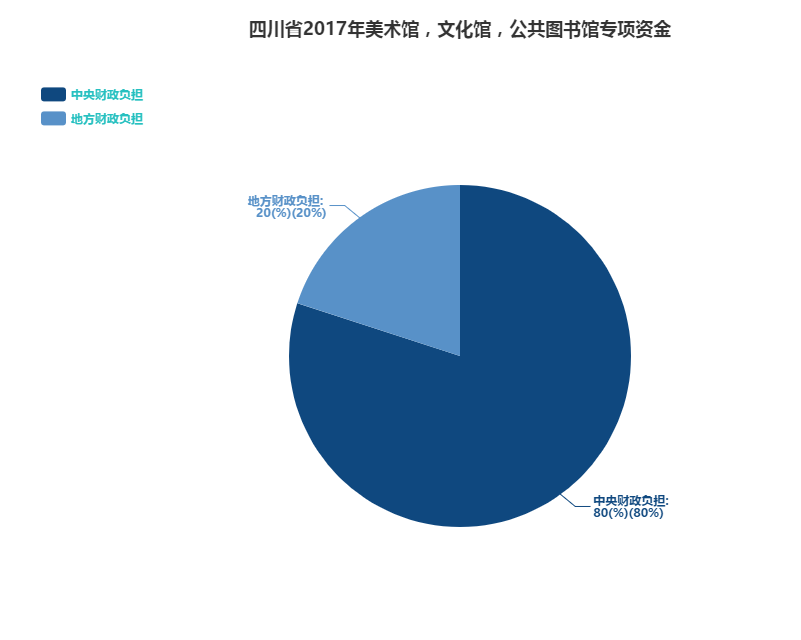 四川省2017年美术馆，文化馆，公共图书馆专项资金
中央财政负担
地方财政负担
地方财政负担:
20(%)(20%)
中央财政负担:
80(%)(80%)